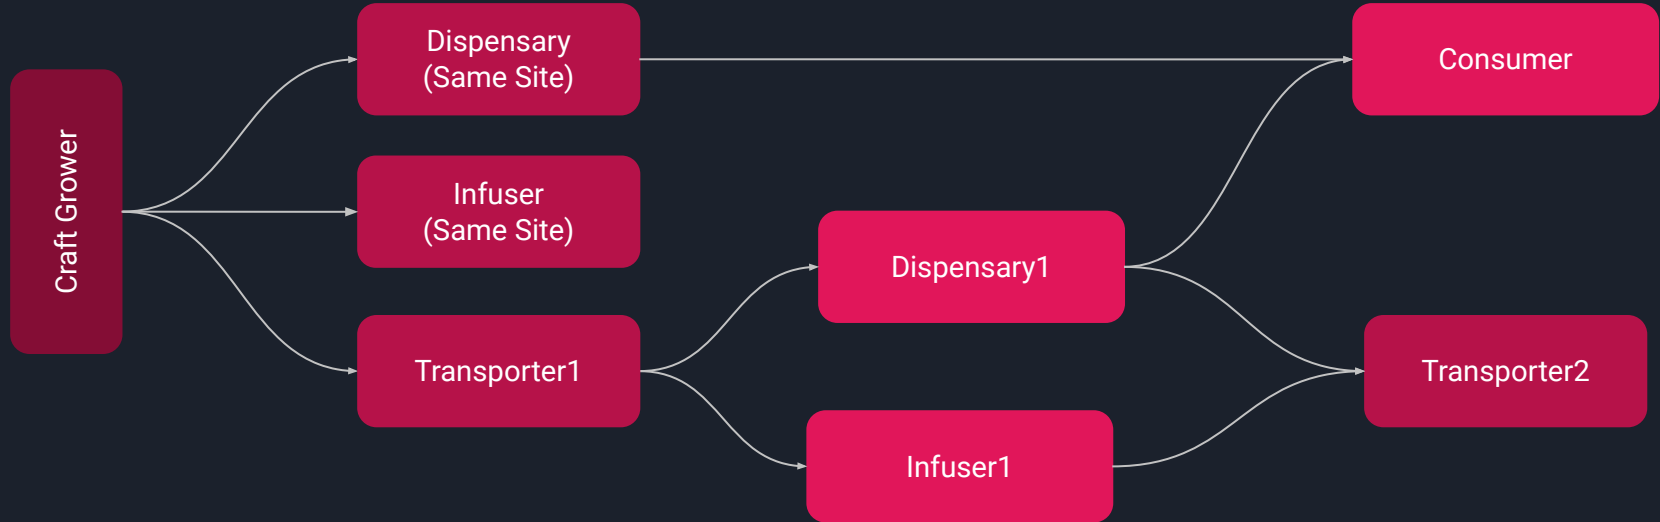 Craft Grower
Dispensary
(Same Site)
Infuser
(Same Site)
Transporter1
Dispensary1
Infuser1
Consumer
Transporter2